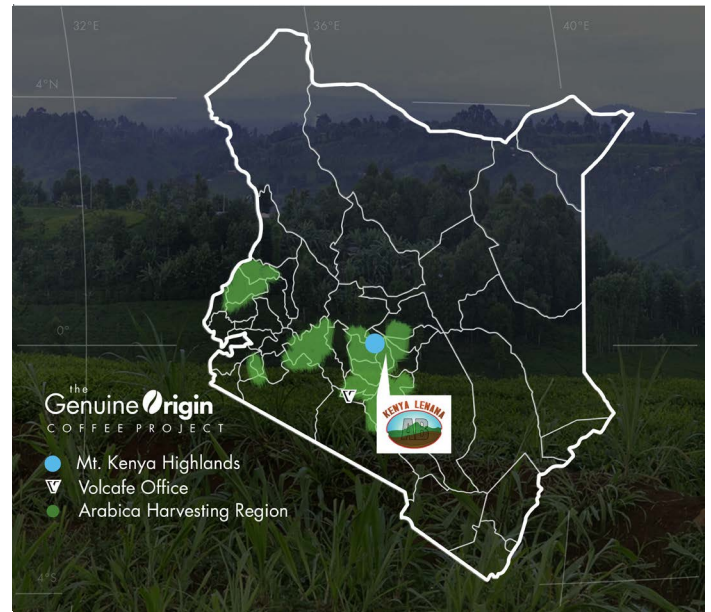 32°E 36°E 40°E
4°N
0°
KENYA LENANA
AB
the
Genuine Origin
COFFEE PROJECT
Mt. Kenya Highlands
Volcafe Office
Arabica Harvesting Region
4°S